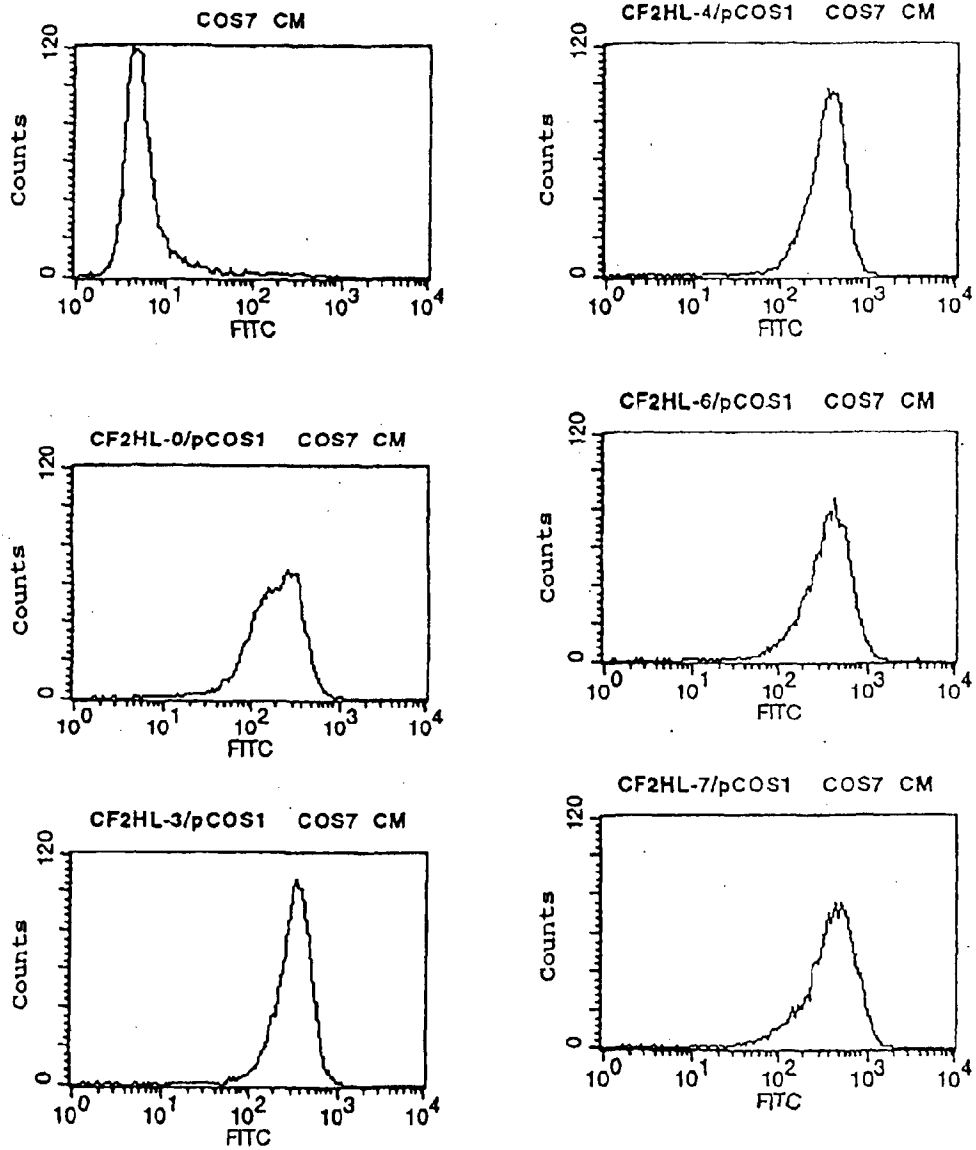 COS7 CM
120
Counts
0
10^0 10^1 10^2 10^3 10^4
FITC
CF2HL-0/pCOS1 COS7 CM
120
Counts
0
10^0 10^1 10^2 10^3 10^4
FITC
CF2HL-3/pCOS1 COS7 CM
120
Counts
0
10^0 10^1 10^2 10^3 10^4
FITC
CF2HL-4/pCOS1 COS7 CM
120
Counts
0
10^0 10^1 10^2 10^3 10^4
FITC
CF2HL-6/pCOS1 COS7 CM
120
Counts
0
10^0 10^1 10^2 10^3 10^4
FITC
CF2HL-7/pCOS1 COS7 CM
120
Counts
0
10^0 10^1 10^2 10^3 10^4
FITC